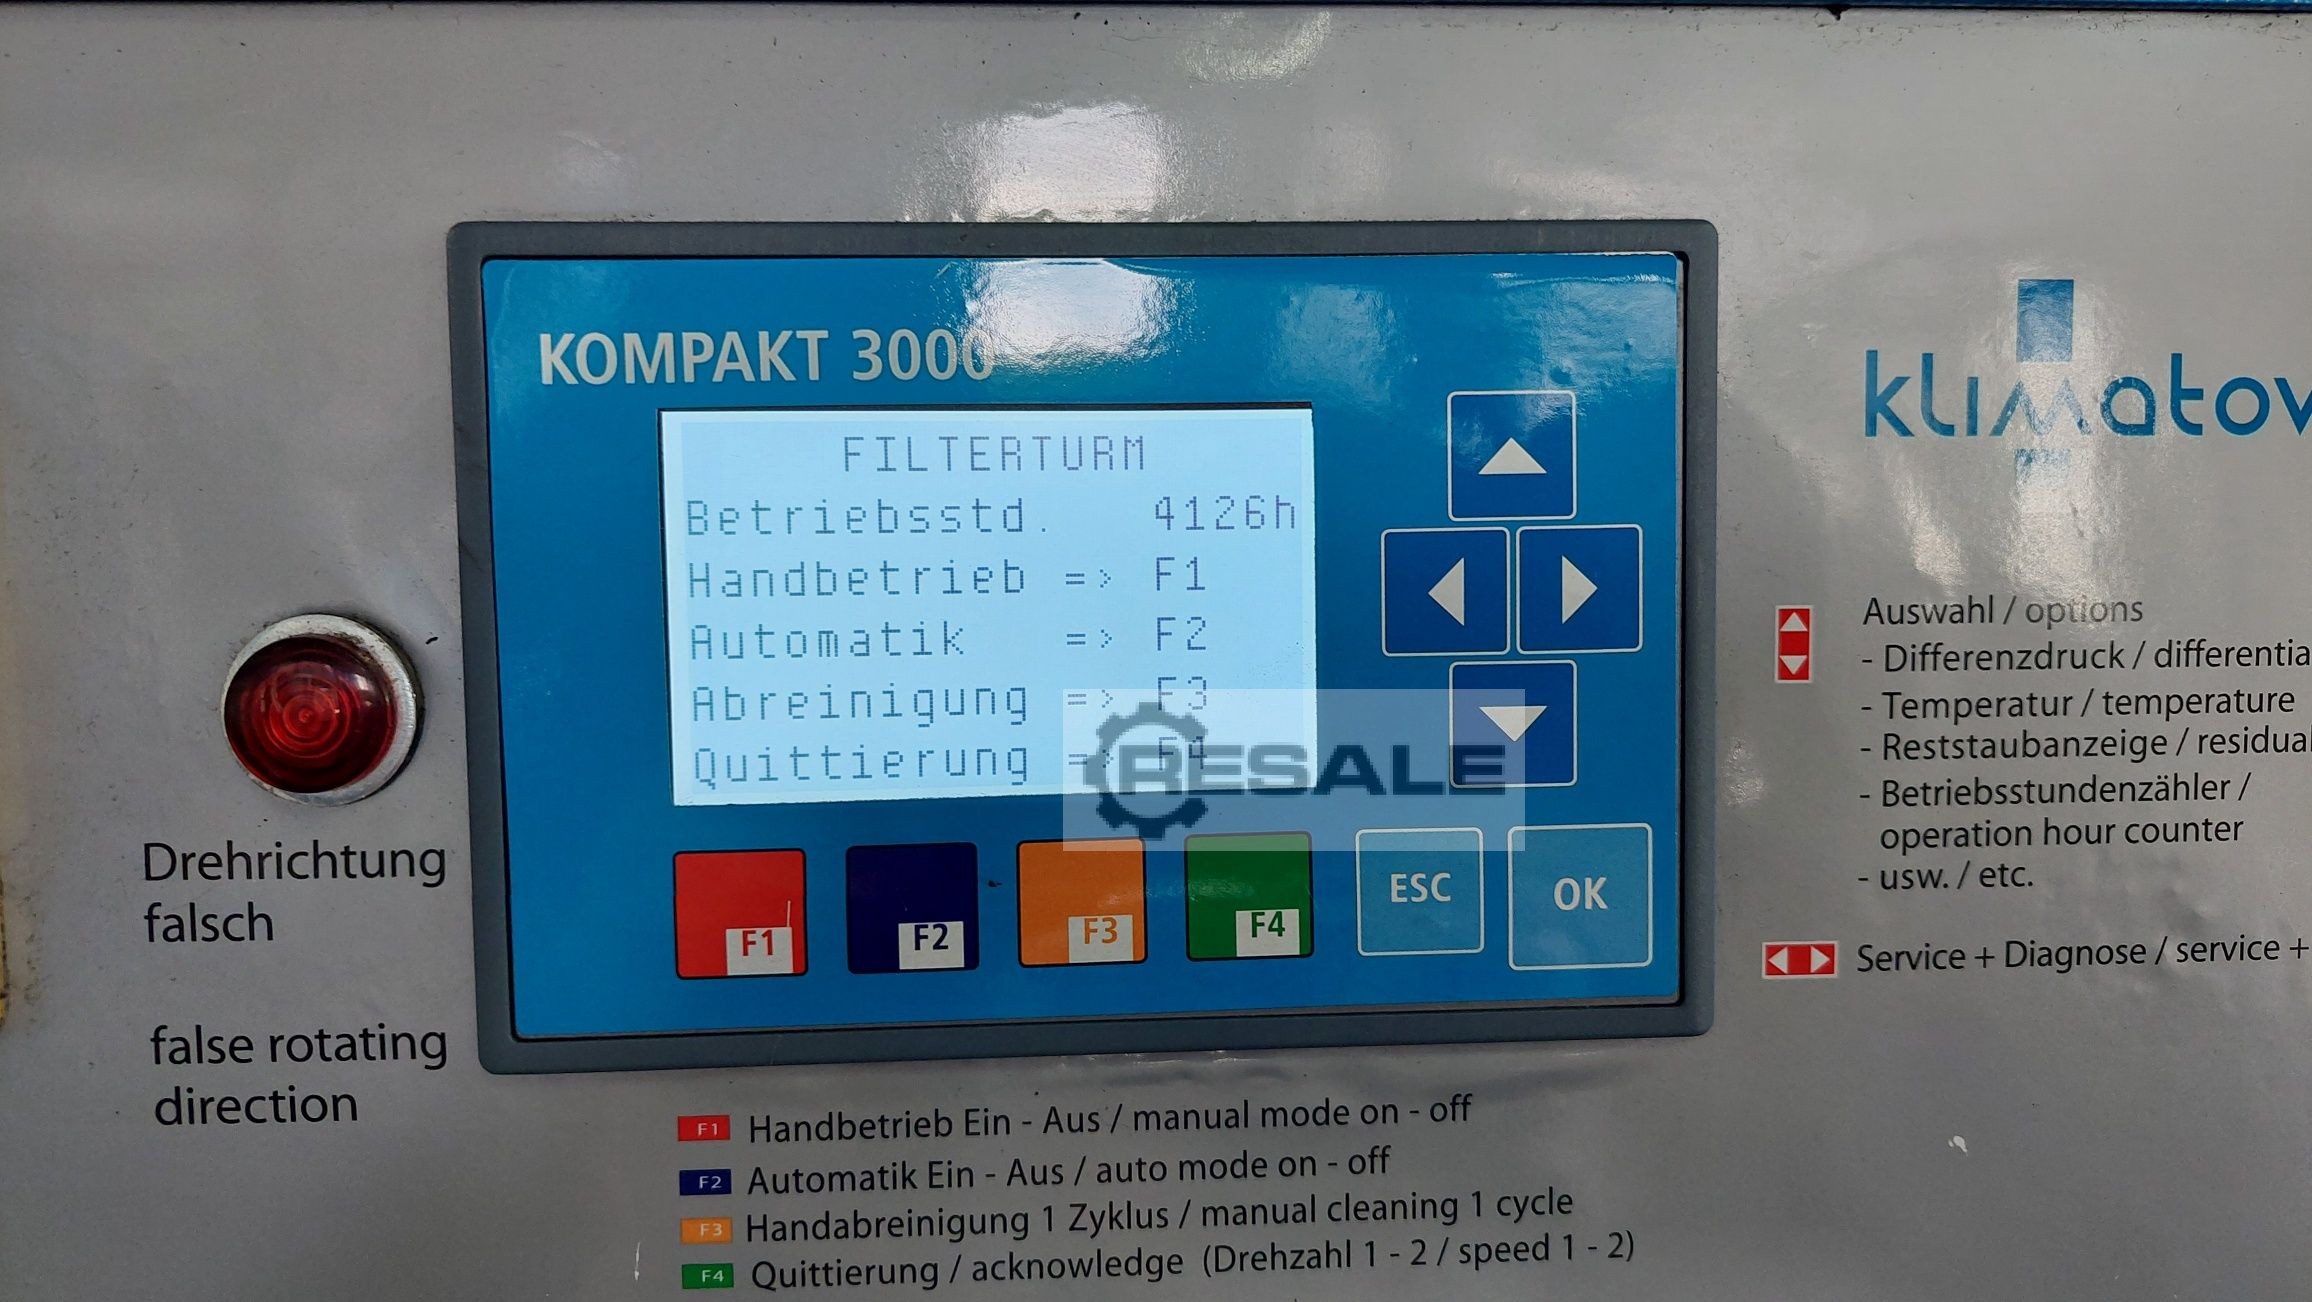 KOMPAKT 3000
FILTERTURM
Betriebsstd. 4126h
Handbetrieb => F1
Automatik => F2
Abreinigung => F3
Quittierung => F4
RESALE
F1
F2
F3
F4
ESC
OK
Drehrichtung
falsch
false rotating
direction
F1 Handbetrieb Ein - Aus / manual mode on - off
F2 Automatik Ein - Aus / auto mode on - off
F3 Handabreinigung 1 Zyklus / manual cleaning 1 cycle
F4 Quittierung / acknowledge (Drehzahl 1 - 2 / speed 1 - 2)
klimatow
Auswahl / options
- Differenzdruck / differentia
- Temperatur / temperature
- Reststaubanzeige / residual
- Betriebsstundenzähler /
operation hour counter
- usw. / etc.
Service + Diagnose / service +